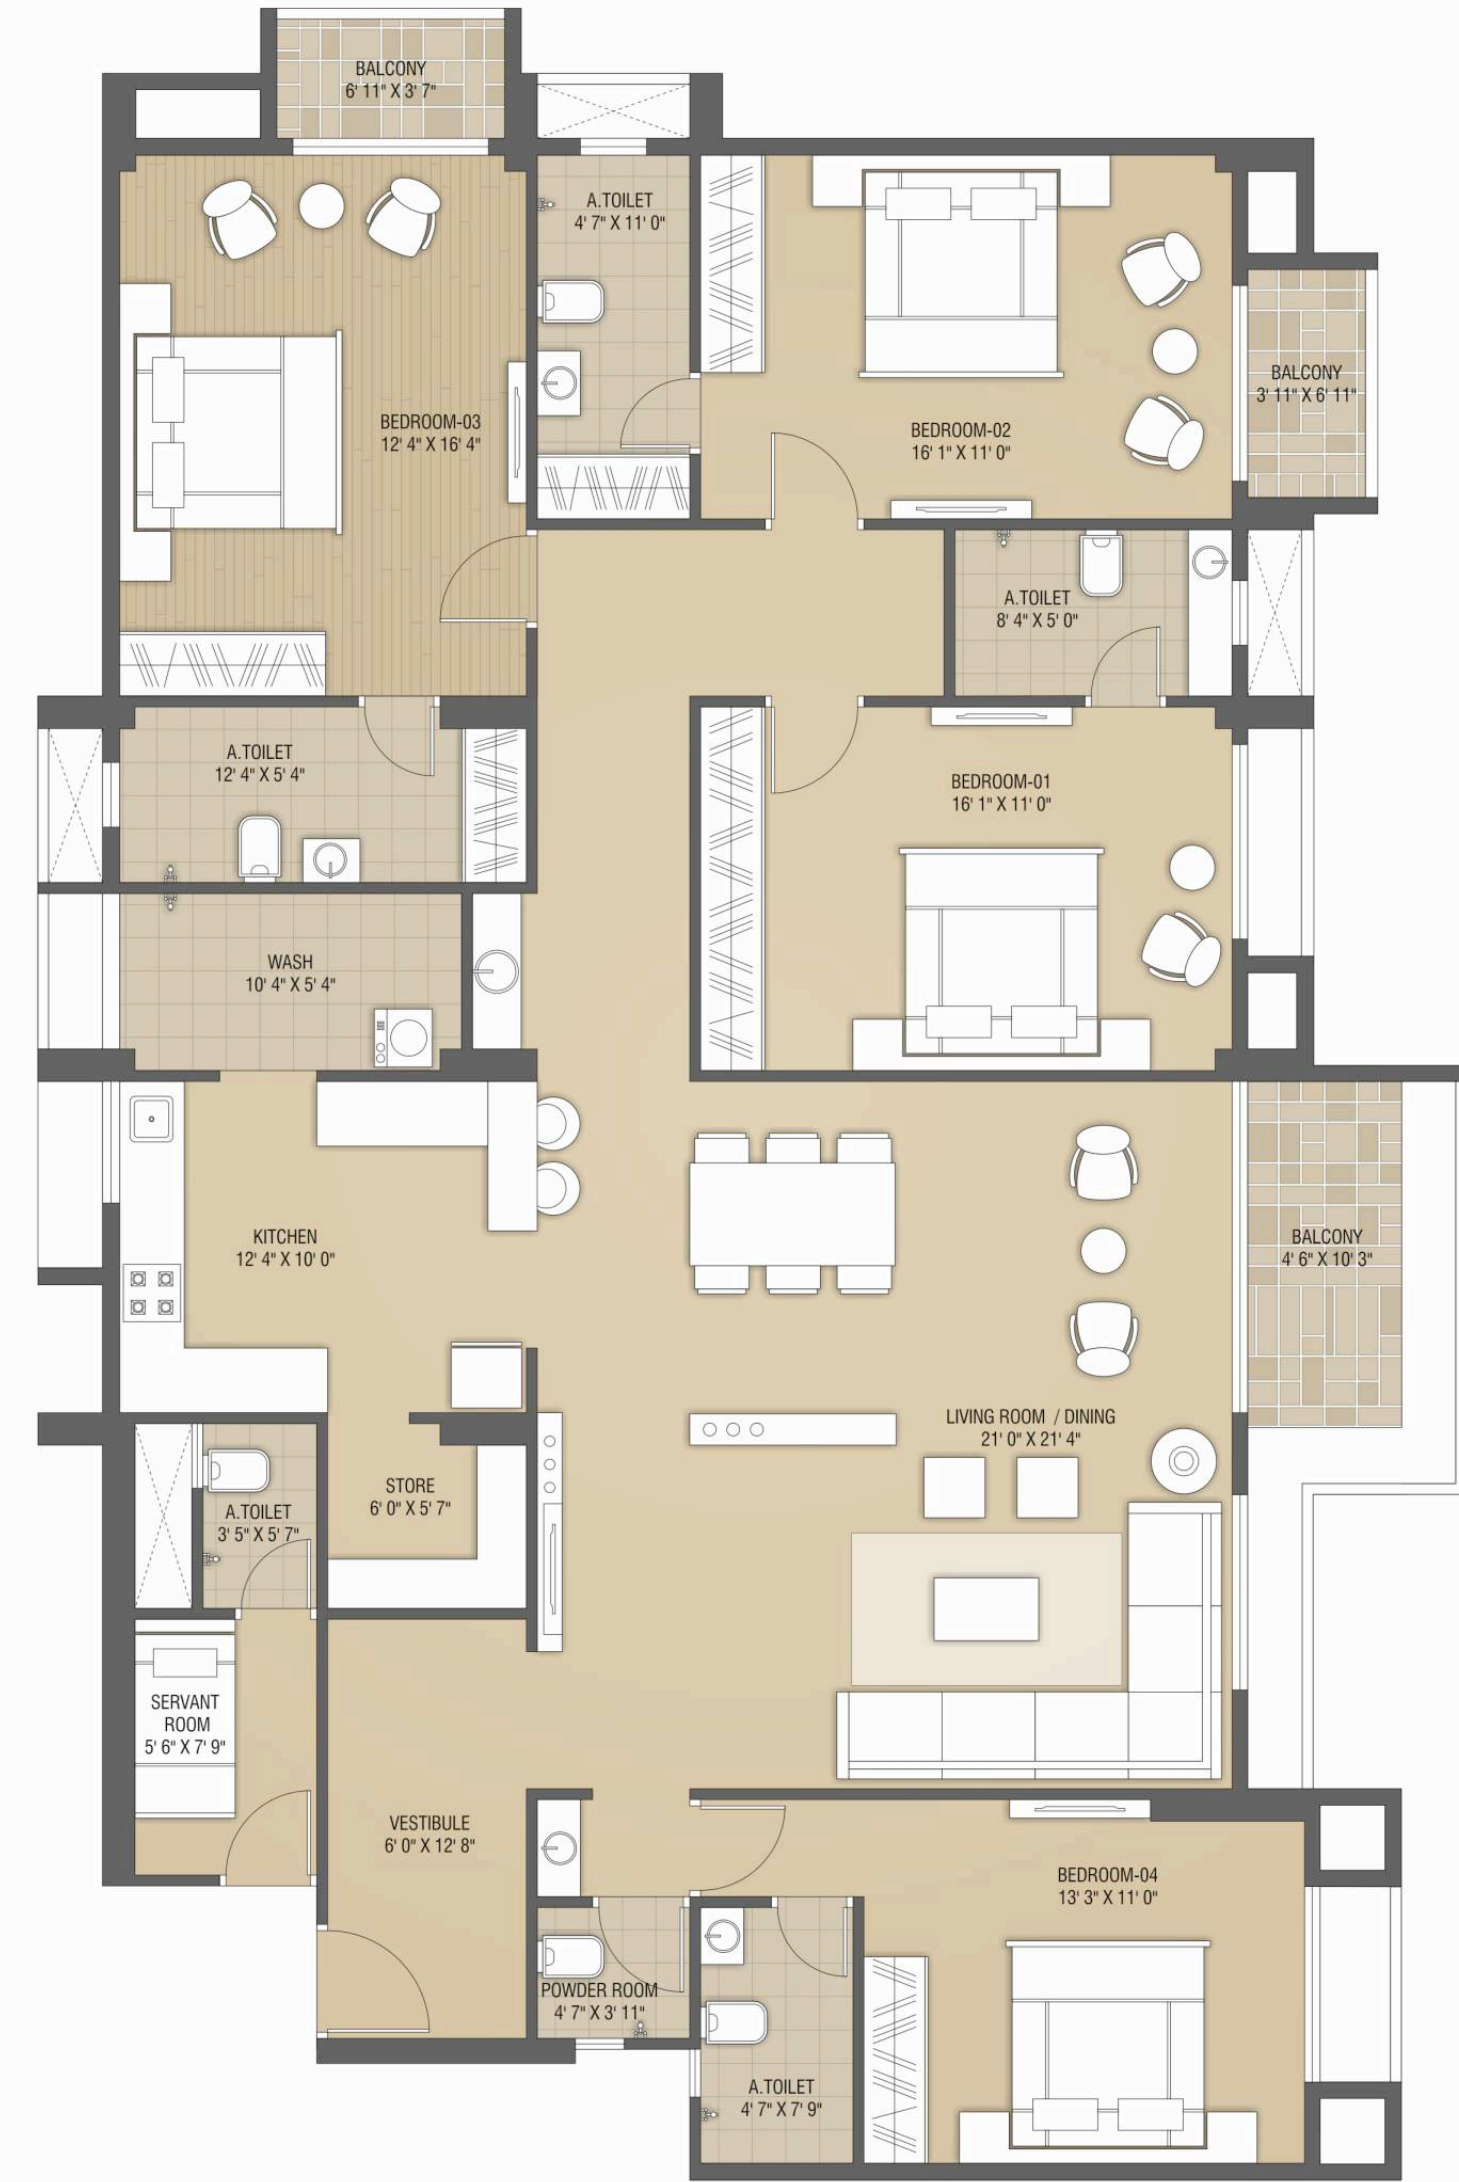 BALCONY
6' 11" X 3' 7"
A.TOILET
4' 7" X 11' 0"
BALCONY
3' 11" X 6' 11"
BEDROOM-03
12' 4" X 16' 4"
BEDROOM-02
16' 1" X 11' 0"
A.TOILET
8' 4" X 5' 0"
A.TOILET
12' 4" X 5' 4"
BEDROOM-01
16' 1" X 11' 0"
WASH
10' 4" X 5' 4"
KITCHEN
12' 4" X 10' 0"
BALCONY
4' 6" X 10' 3"
LIVING ROOM / DINING
21' 0" X 21' 4"
STORE
6' 0" X 5' 7"
A.TOILET
3' 5" X 5' 7"
SERVANT
ROOM
5' 6" X 7' 9"
VESTIBULE
6' 0" X 12' 8"
BEDROOM-04
13' 3" X 11' 0"
POWDER ROOM
4' 7" X 3' 11"
A.TOILET
4' 7" X 7' 9"